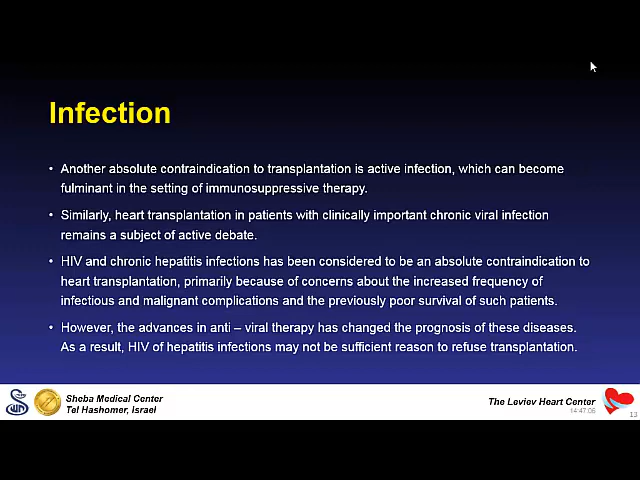 Infection
• Another absolute contraindication to transplantation is active infection, which can become
fulminant in the setting of immunosuppressive therapy.
• Similarly, heart transplantation in patients with clinically important chronic viral infection
remains a subject of active debate.
• HIV and chronic hepatitis infections has been considered to be an absolute contraindication to
heart transplantation, primarily because of concerns about the increased frequency of
infectious and malignant complications and the previously poor survival of such patients.
• However, the advances in anti – viral therapy has changed the prognosis of these diseases.
As a result, HIV of hepatitis infections may not be sufficient reason to refuse transplantation.
Sheba Medical Center
Tel Hashomer, Israel
The Leviev Heart Center
14:47.06
13